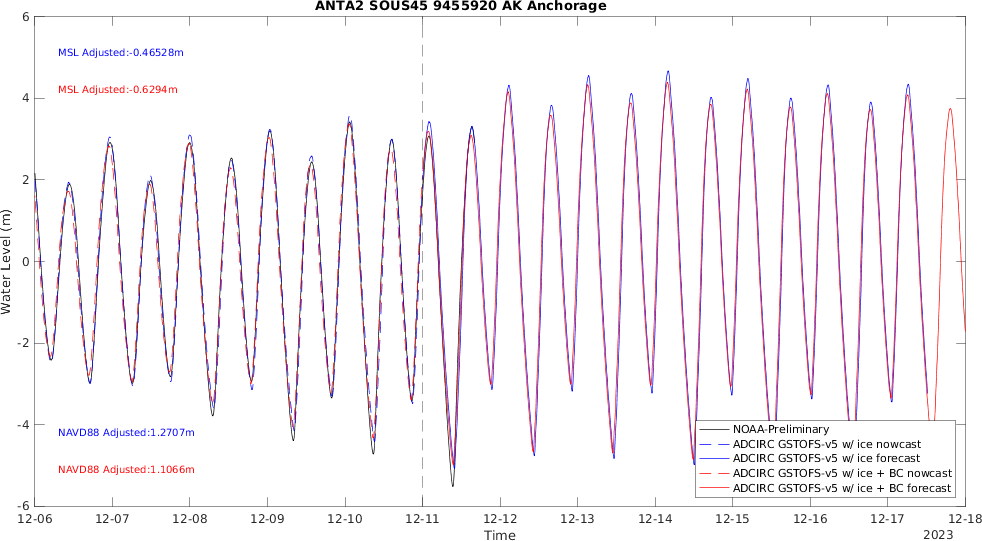 ANTA2 SOUS45 9455920 AK Anchorage
6
4
2
0
-2
-4
-6
Water Level (m)
MSL Adjusted:-0.46528m
MSL Adjusted:-0.6294m
NAVD88 Adjusted:1.2707m
NAVD88 Adjusted:1.1066m
NOAA-Preliminary
ADCIRC GSTOFS-v5 w/ ice nowcast
ADCIRC GSTOFS-v5 w/ ice forecast
ADCIRC GSTOFS-v5 w/ ice + BC nowcast
ADCIRC GSTOFS-v5 w/ ice + BC forecast
12-06 12-07 12-08 12-09 12-10 12-11 12-12 12-13 12-14 12-15 12-16 12-17 12-18
Time
2023